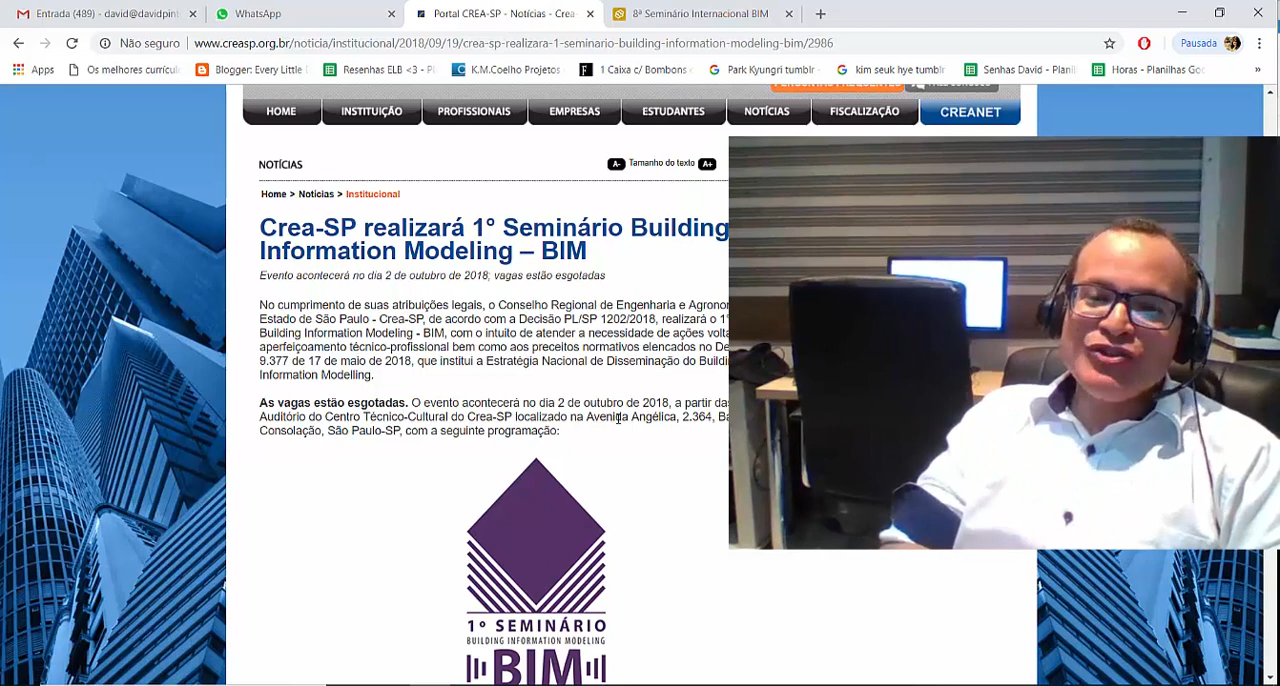 Entrada (489) - david@davidpinh
WhatsApp
Portal CREA-SP - Notícias - Crea-
8ª Seminário Internacional BIM
Não seguro
www.creasp.org.br/noticia/institucional/2018/09/19/crea-sp-realizara-1-seminario-building-information-modeling-bim/2986
Pausada
Apps
Os melhores currícul
Blogger: Every Little
Resenhas ELB <3 - Pl
K.M.Coelho Projetos
1 Caixa c/ Bombons
Park Kyungri tumblr
kim seuk hye tumblr
Senhas David - Plani
Horas - Planilhas Go
HOME
INSTITUIÇÃO
PROFISSIONAIS
EMPRESAS
ESTUDANTES
NOTÍCIAS
FISCALIZAÇÃO
CREANET
NOTÍCIAS
A- Tamanho do texto A+
Home > Notícias > Institucional
Crea-SP realizará 1° Seminário Building
Information Modeling – BIM
Evento acontecerá no dia 2 de outubro de 2018; vagas estão esgotadas
No cumprimento de suas atribuições legais, o Conselho Regional de Engenharia e Agronom
Estado de São Paulo - Crea-SP, de acordo com a Decisão PL/SP 1202/2018, realizará o 1°
Building Information Modeling - BIM, com o intuito de atender a necessidade de ações volta
aperfeiçoamento técnico-profissional bem como aos preceitos normativos elencados no De
9.377 de 17 de maio de 2018, que institui a Estratégia Nacional de Disseminação do Buildi
Information Modelling.
As vagas estão esgotadas. O evento acontecerá no dia 2 de outubro de 2018, a partir das
Auditório do Centro Técnico-Cultural do Crea-SP localizado na Avenida Angélica, 2.364, Ba
Consolação, São Paulo-SP, com a seguinte programação:
1º SEMINÁRIO
BUILDING INFORMATION MODELING
BIM